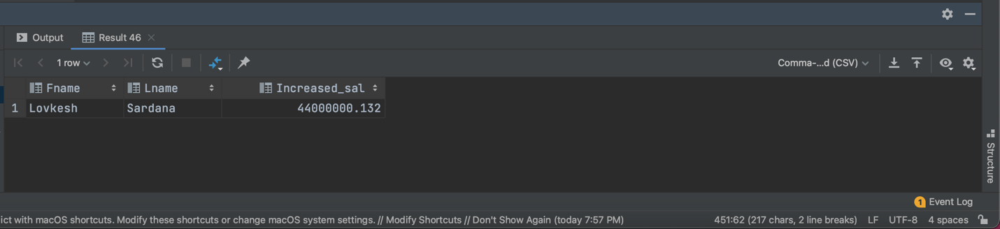 Output Result 46
1 row Comma-...d (CSV)
Fname Lname Increased_sal
1 Lovkesh Sardana 44000000.132
Structure
1 Event Log
ict with macOS shortcuts. Modify these shortcuts or change macOS system settings. // Modify Shortcuts // Don't Show Again (today 7:57 PM) 451:62 (217 chars, 2 line breaks) LF UTF-8 4 spaces